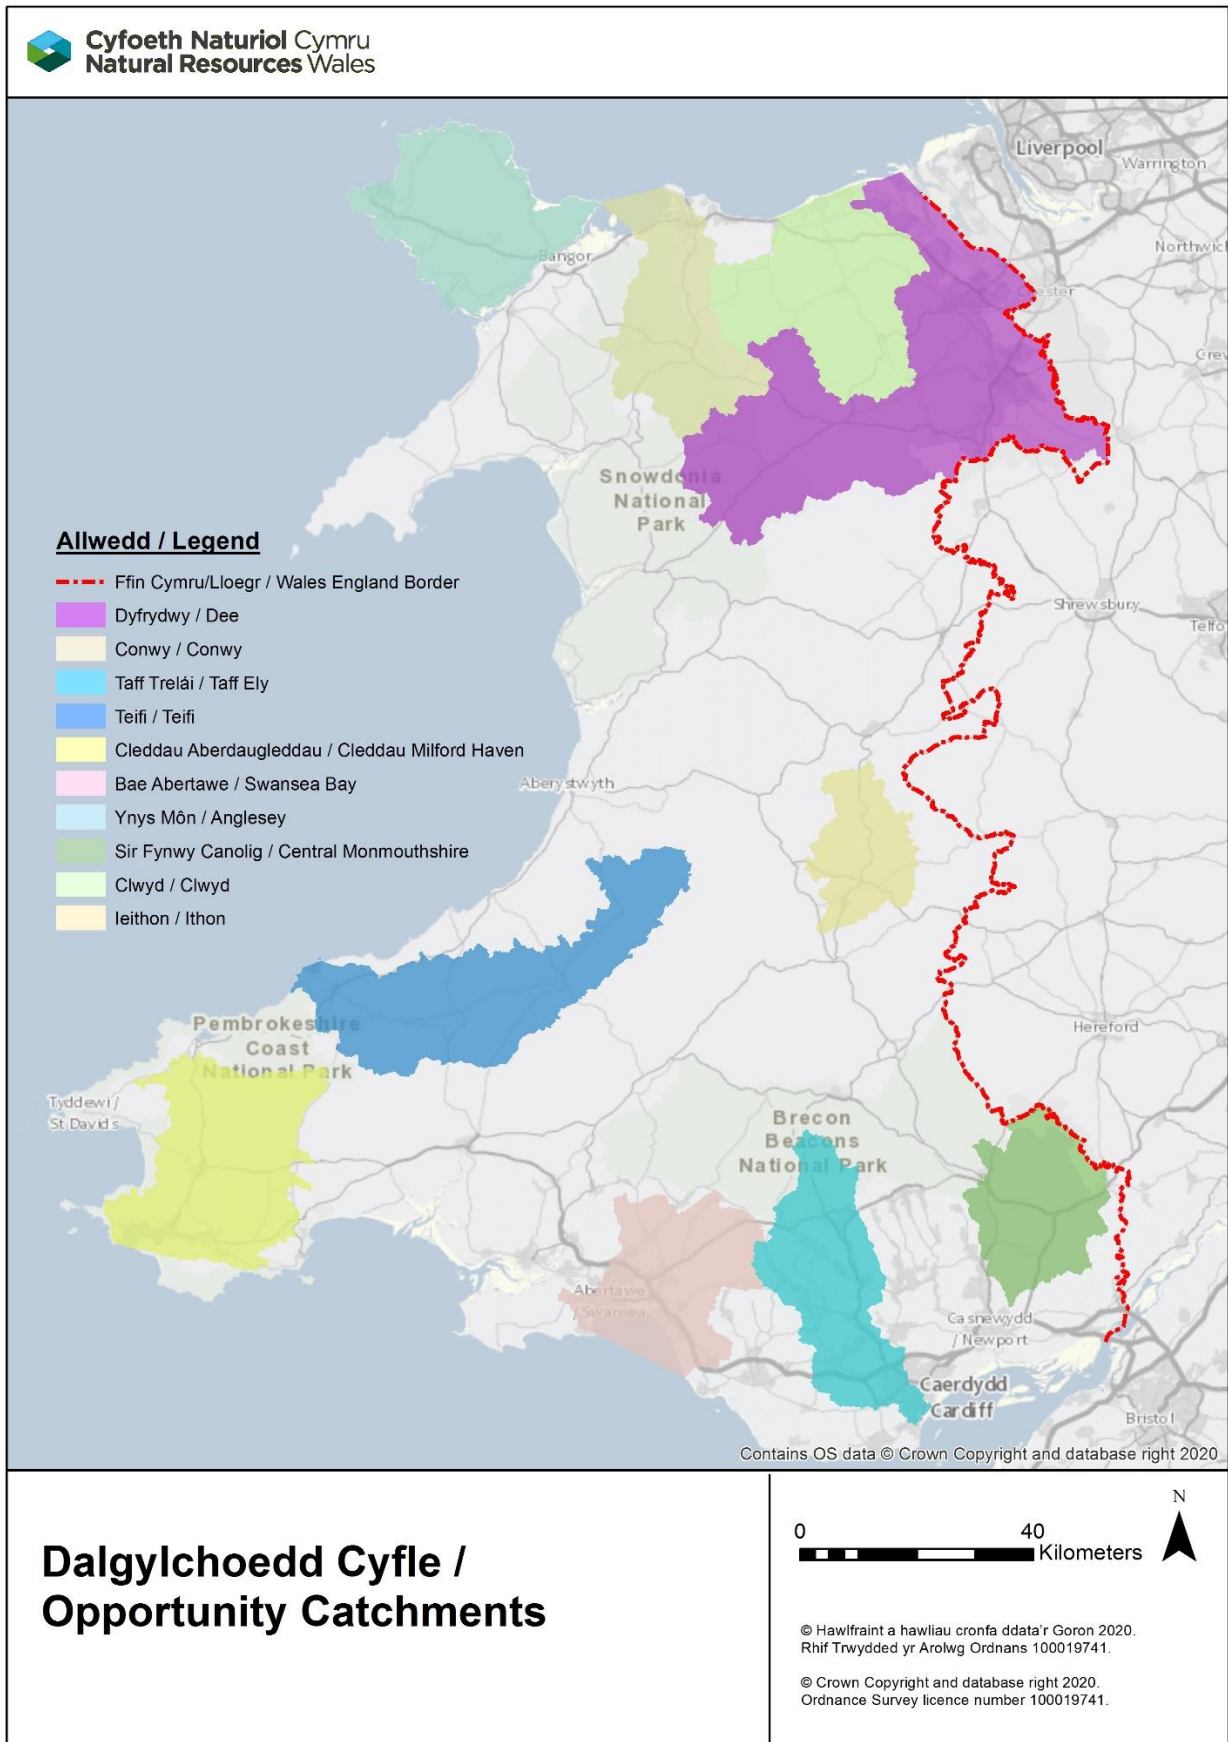 Cyfoeth Naturiol Cymru
Natural Resources Wales
Liverpool
Warrington
Northwich
Bangor
Chester
Crew
Snowdonia
National
Park
Allwedd / Legend
Ffin Cymru/Lloegr / Wales England Border
Dyfrydwy / Dee
Conwy / Conwy
Taff Trelái / Taff Ely
Teifi / Teifi
Cleddau Aberdaugleddau / Cleddau Milford Haven
Bae Abertawe / Swansea Bay
Ynys Môn / Anglesey
Sir Fynwy Canolig / Central Monmouthshire
Clwyd / Clwyd
Ieithon / Ithon
Shrewsbury
Telfo
Aberystwyth
Pembrokeshire
Coast
National Park
Hereford
Tyddewi /
St Davids
Brecon
Beacons
National Park
Abertawe
/ Swansea
Casnewydd
/ Newport
Caerdydd
Cardiff
Bristol
Contains OS data © Crown Copyright and database right 2020
Dalgylchoedd Cyfle /
Opportunity Catchments
0 40
Kilometers
N
© Hawlfraint a hawliau cronfa ddata'r Goron 2020.
Rhif Trwydded yr Arolwg Ordnans 100019741.
© Crown Copyright and database right 2020.
Ordnance Survey licence number 100019741.